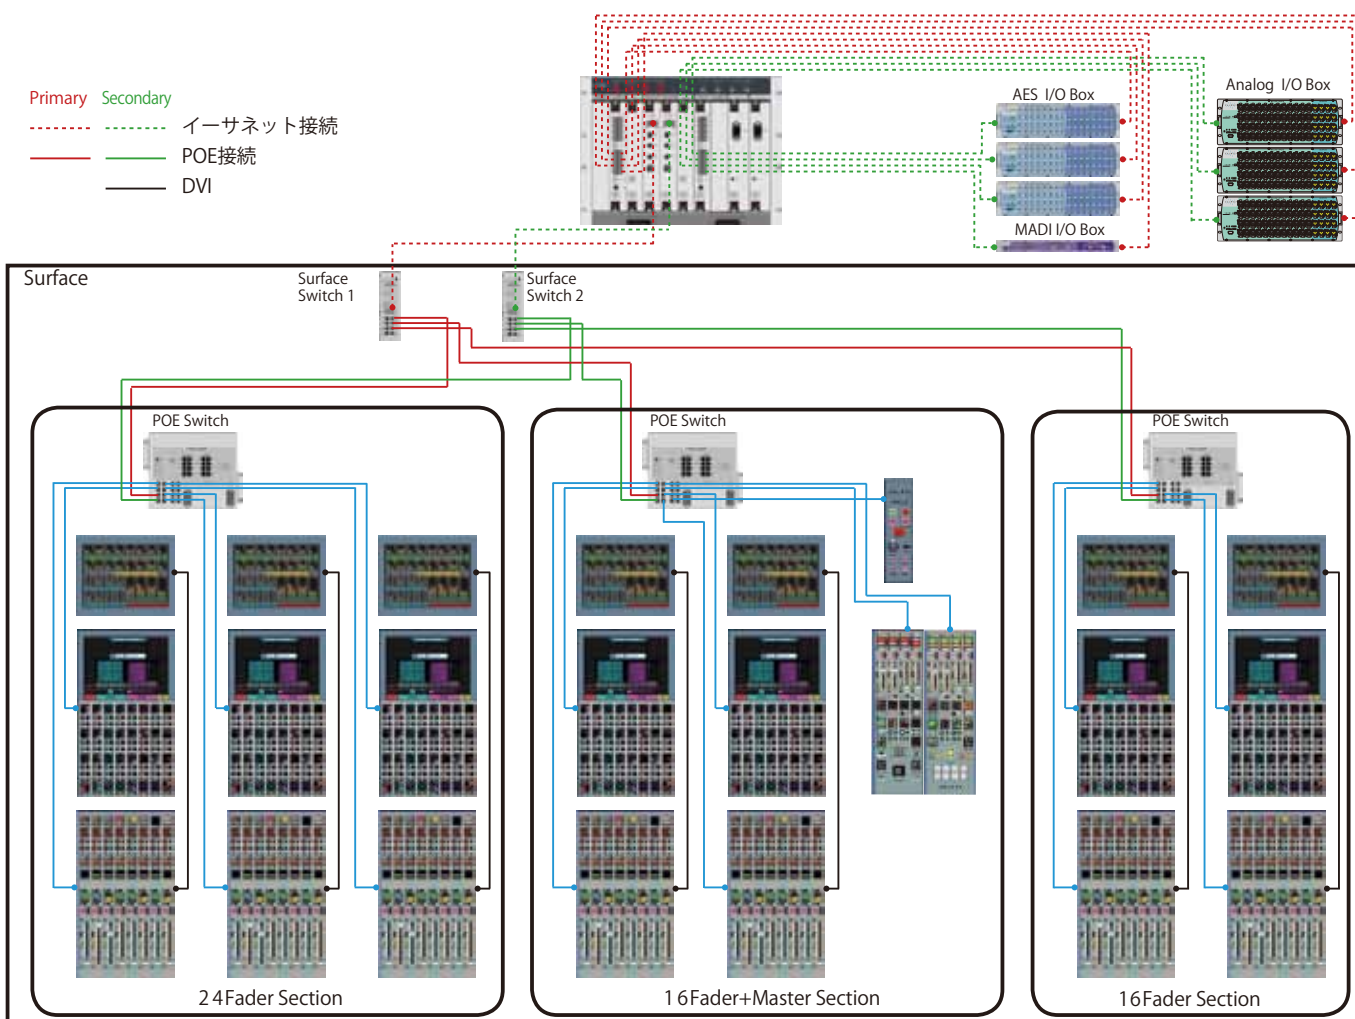 Primary Secondary
イーサネット接続
POE接続
DVI
AES I/O Box
Analog I/O Box
MADI I/O Box
Surface
Surface
Switch 1
Surface
Switch 2
POE Switch
POE Switch
POE Switch
24Fader Section
16Fader+Master Section
16Fader Section